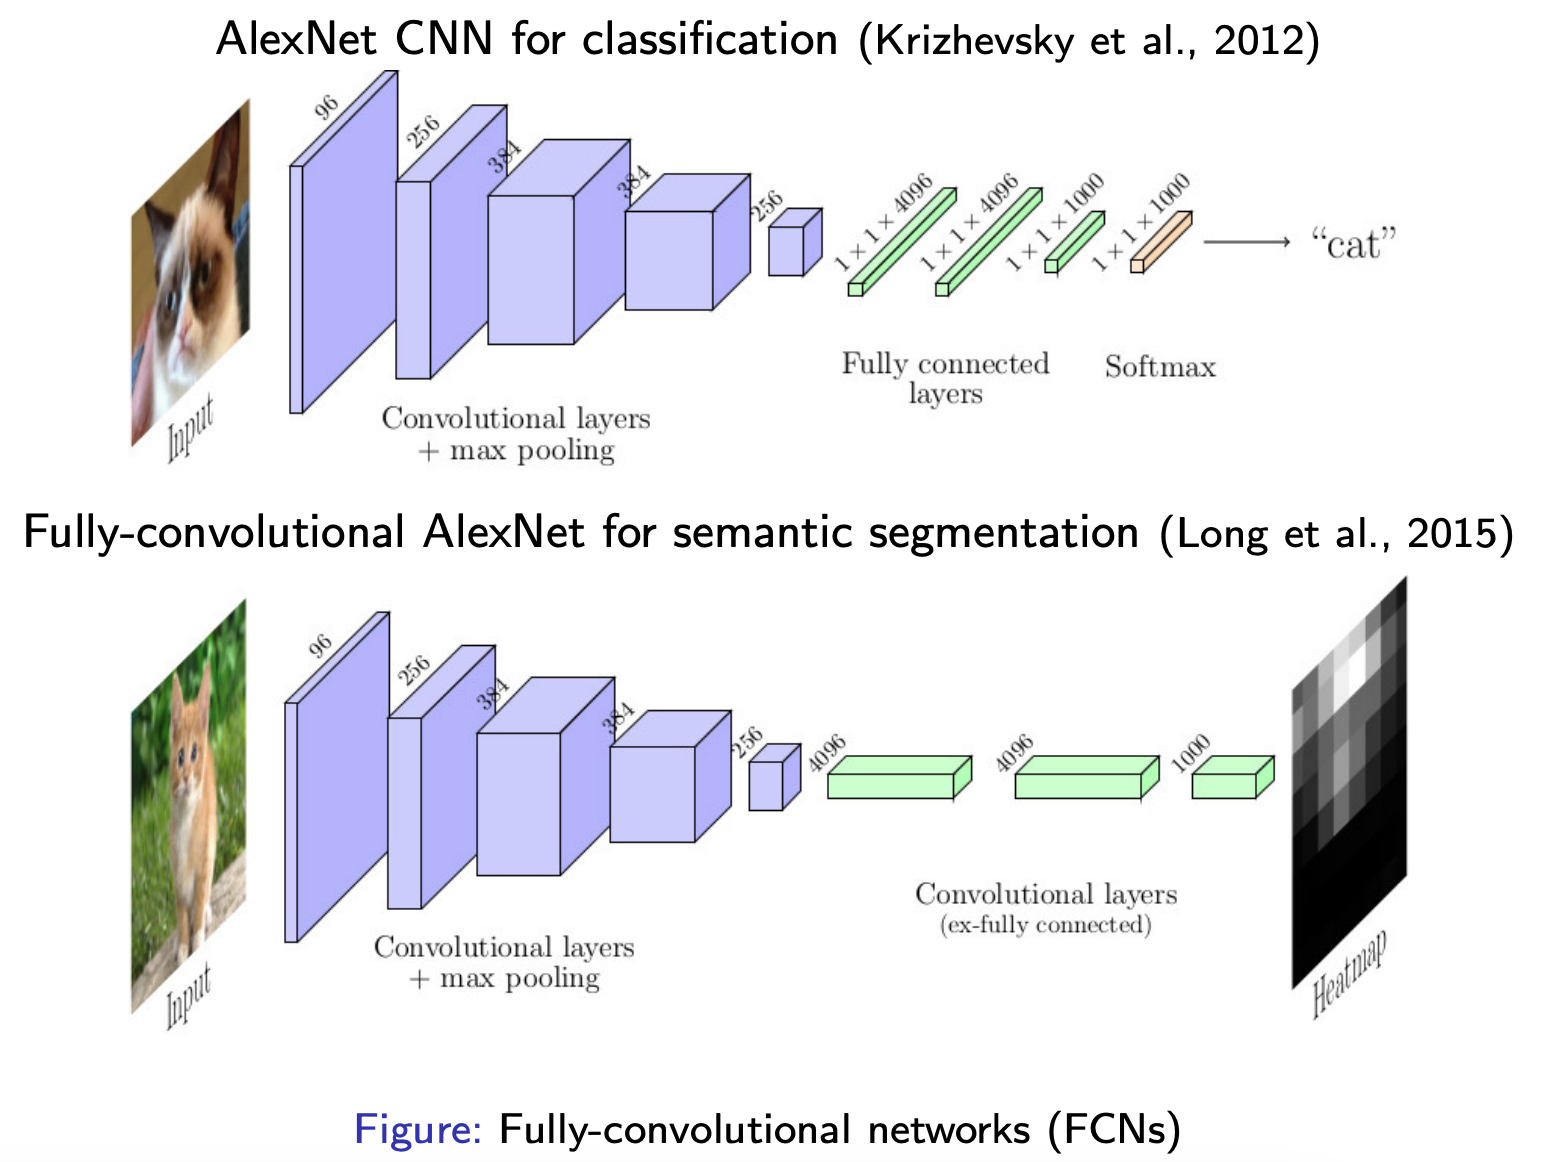 AlexNet CNN for classification (Krizhevsky et al., 2012)
96
256
384
384
256
1 × 1 × 4096
1 × 1 × 4096
1 × 1 × 1000
1 × 1 × 1000
“cat”
Input
Convolutional layers
+ max pooling
Fully connected
layers
Softmax
Fully-convolutional AlexNet for semantic segmentation (Long et al., 2015)
96
256
384
384
256
4096
4096
1000
Input
Convolutional layers
+ max pooling
Convolutional layers
(ex-fully connected)
Heatmap
Figure: Fully-convolutional networks (FCNs)